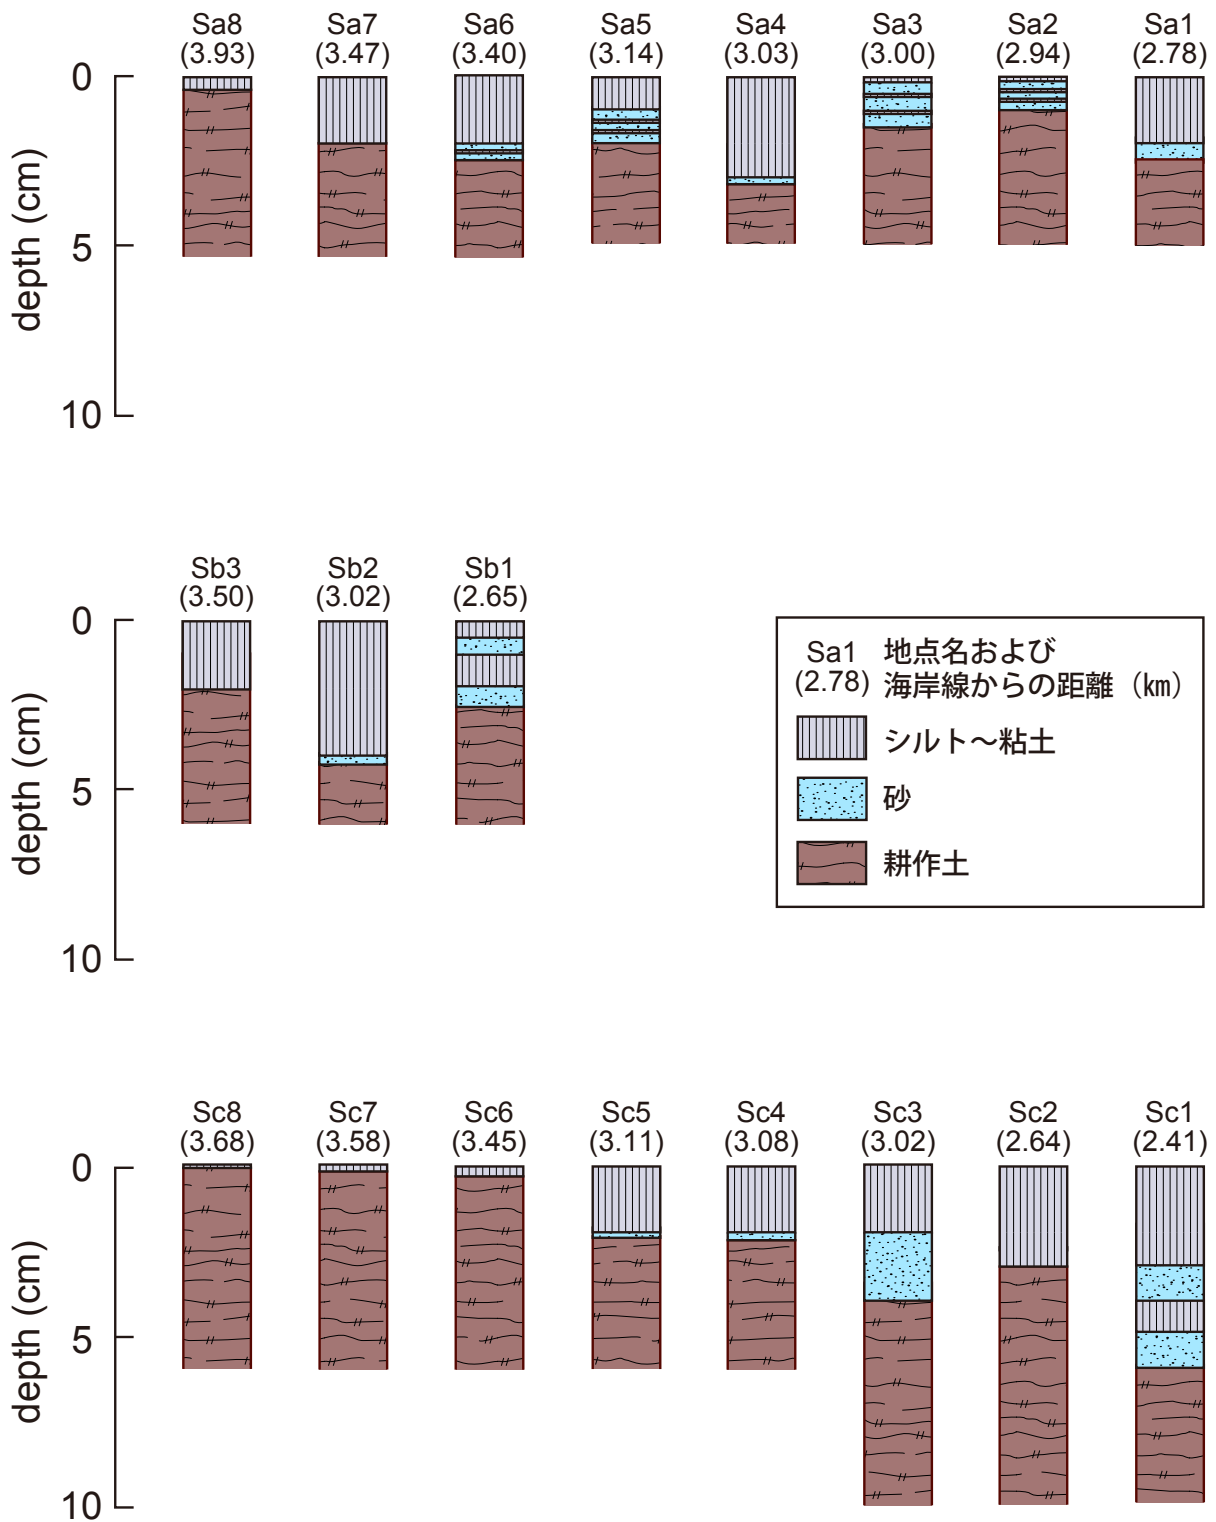 Sa8 Sa7 Sa6 Sa5 Sa4 Sa3 Sa2 Sa1
(3.93) (3.47) (3.40) (3.14) (3.03) (3.00) (2.94) (2.78)
0
5
10
depth (cm)
Sb3 Sb2 Sb1
(3.50) (3.02) (2.65)
0
5
10
depth (cm)
Sa1 地点名および
(2.78) 海岸線からの距離（㎞）
シルト～粘土
砂
耕作土
Sc8 Sc7 Sc6 Sc5 Sc4 Sc3 Sc2 Sc1
(3.68) (3.58) (3.45) (3.11) (3.08) (3.02) (2.64) (2.41)
0
5
10
depth (cm)